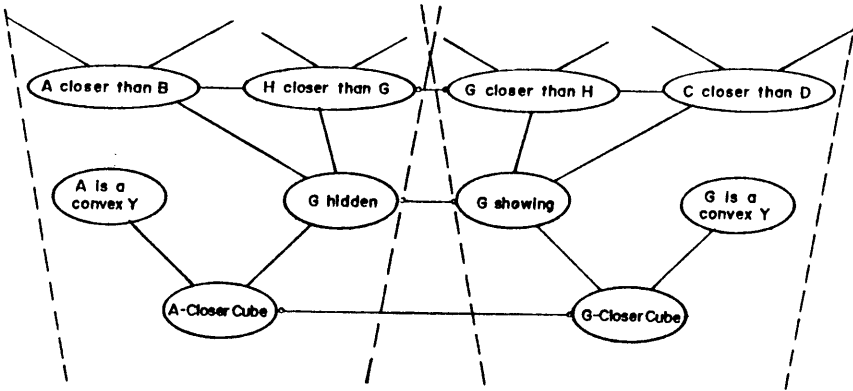 A closer than B
H closer than G
G closer than H
C closer than D
A is a
convex Y
G hidden
G showing
G is a
convex Y
A-Closer Cube
G-Closer Cube